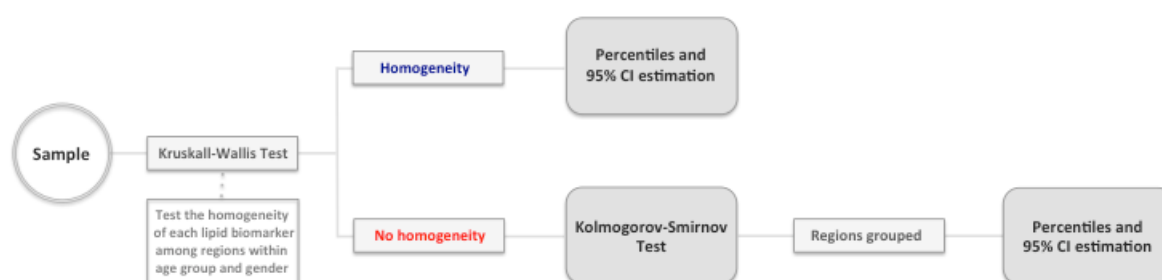 Sample
Kruskall-Wallis Test
Test the homogeneity
of each lipid biomarker
among regions within
age group and gender
Homogeneity
Percentiles and
95% CI estimation
No homogeneity
Kolmogorov-Smirnov
Test
Regions grouped
Percentiles and
95% CI estimation